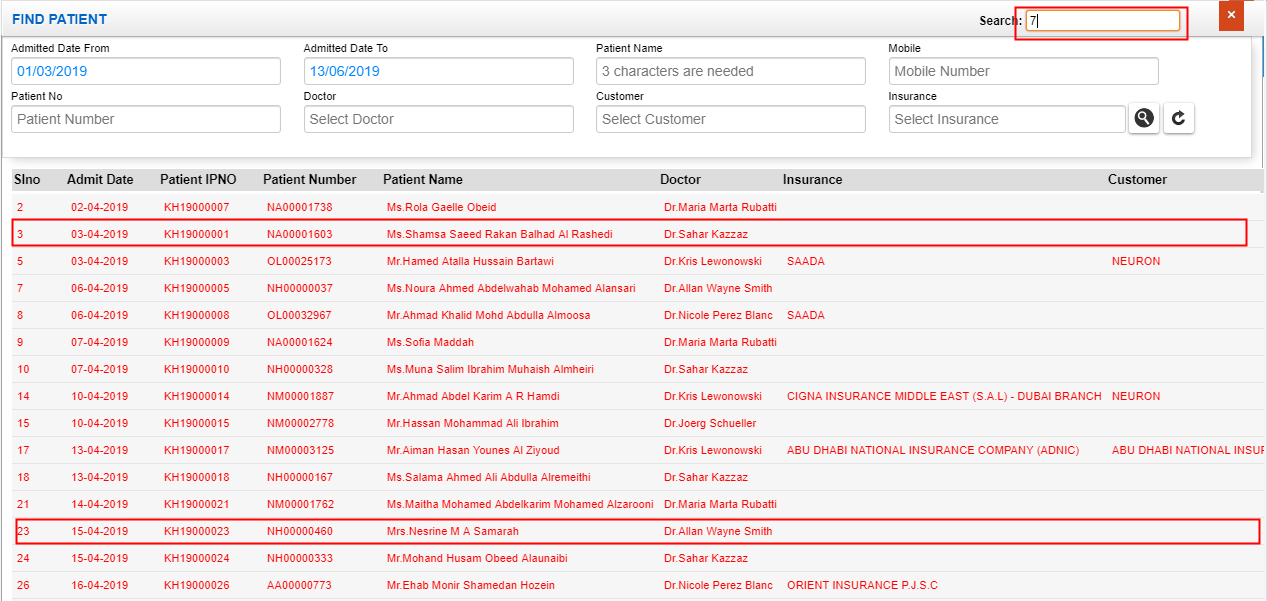 FIND PATIENT Search: 7 ×
Admitted Date From Admitted Date To Patient Name Mobile
01/03/2019 13/06/2019 3 characters are needed Mobile Number
Patient No Doctor Customer Insurance
Patient Number Select Doctor Select Customer Select Insurance
Slno Admit Date Patient IPNO Patient Number Patient Name Doctor Insurance Customer
2 02-04-2019 KH19000007 NA00001738 Ms.Rola Gaelle Obeid Dr.Maria Marta Rubatti
3 03-04-2019 KH19000001 NA00001603 Ms.Shamsa Saeed Rakan Balhad Al Rashedi Dr.Sahar Kazzaz
5 03-04-2019 KH19000003 OL00025173 Mr.Hamed Atalla Hussain Bartawi Dr.Kris Lewonowski SAADA NEURON
7 06-04-2019 KH19000005 NH00000037 Ms.Noura Ahmed Abdelwahab Mohamed Alansari Dr.Allan Wayne Smith
8 06-04-2019 KH19000008 OL00032967 Mr.Ahmad Khalid Mohd Abdulla Almoosa Dr.Nicole Perez Blanc SAADA
9 07-04-2019 KH19000009 NA00001624 Ms.Sofia Maddah Dr.Maria Marta Rubatti
10 07-04-2019 KH19000010 NH00000328 Ms.Muna Salim Ibrahim Muhaish Almheiri Dr.Sahar Kazzaz
14 10-04-2019 KH19000014 NM00001887 Mr.Ahmad Abdel Karim A R Hamdi Dr.Kris Lewonowski CIGNA INSURANCE MIDDLE EAST (S.A.L) - DUBAI BRANCH NEURON
15 10-04-2019 KH19000015 NM00002778 Mr.Hassan Mohammad Ali Ibrahim Dr.Joerg Schueller
17 13-04-2019 KH19000017 NM00003125 Mr.Aiman Hasan Younes Al Ziyoud Dr.Kris Lewonowski ABU DHABI NATIONAL INSURANCE COMPANY (ADNIC) ABU DHABI NATIONAL INSUR
18 13-04-2019 KH19000018 NH00000167 Ms.Salama Ahmed Ali Abdulla Alremeithi Dr.Sahar Kazzaz
21 14-04-2019 KH19000021 NM00001762 Ms.Maitha Mohamed Abdelkarim Mohamed Alzarooni Dr.Maria Marta Rubatti
23 15-04-2019 KH19000023 NH00000460 Mrs.Nesrine M A Samarah Dr.Allan Wayne Smith
24 15-04-2019 KH19000024 NH00000333 Mr.Mohand Husam Obeed Alaunaibi Dr.Sahar Kazzaz
26 16-04-2019 KH19000026 AA00000773 Mr.Ehab Monir Shamedan Hozein Dr.Nicole Perez Blanc ORIENT INSURANCE P.J.S.C